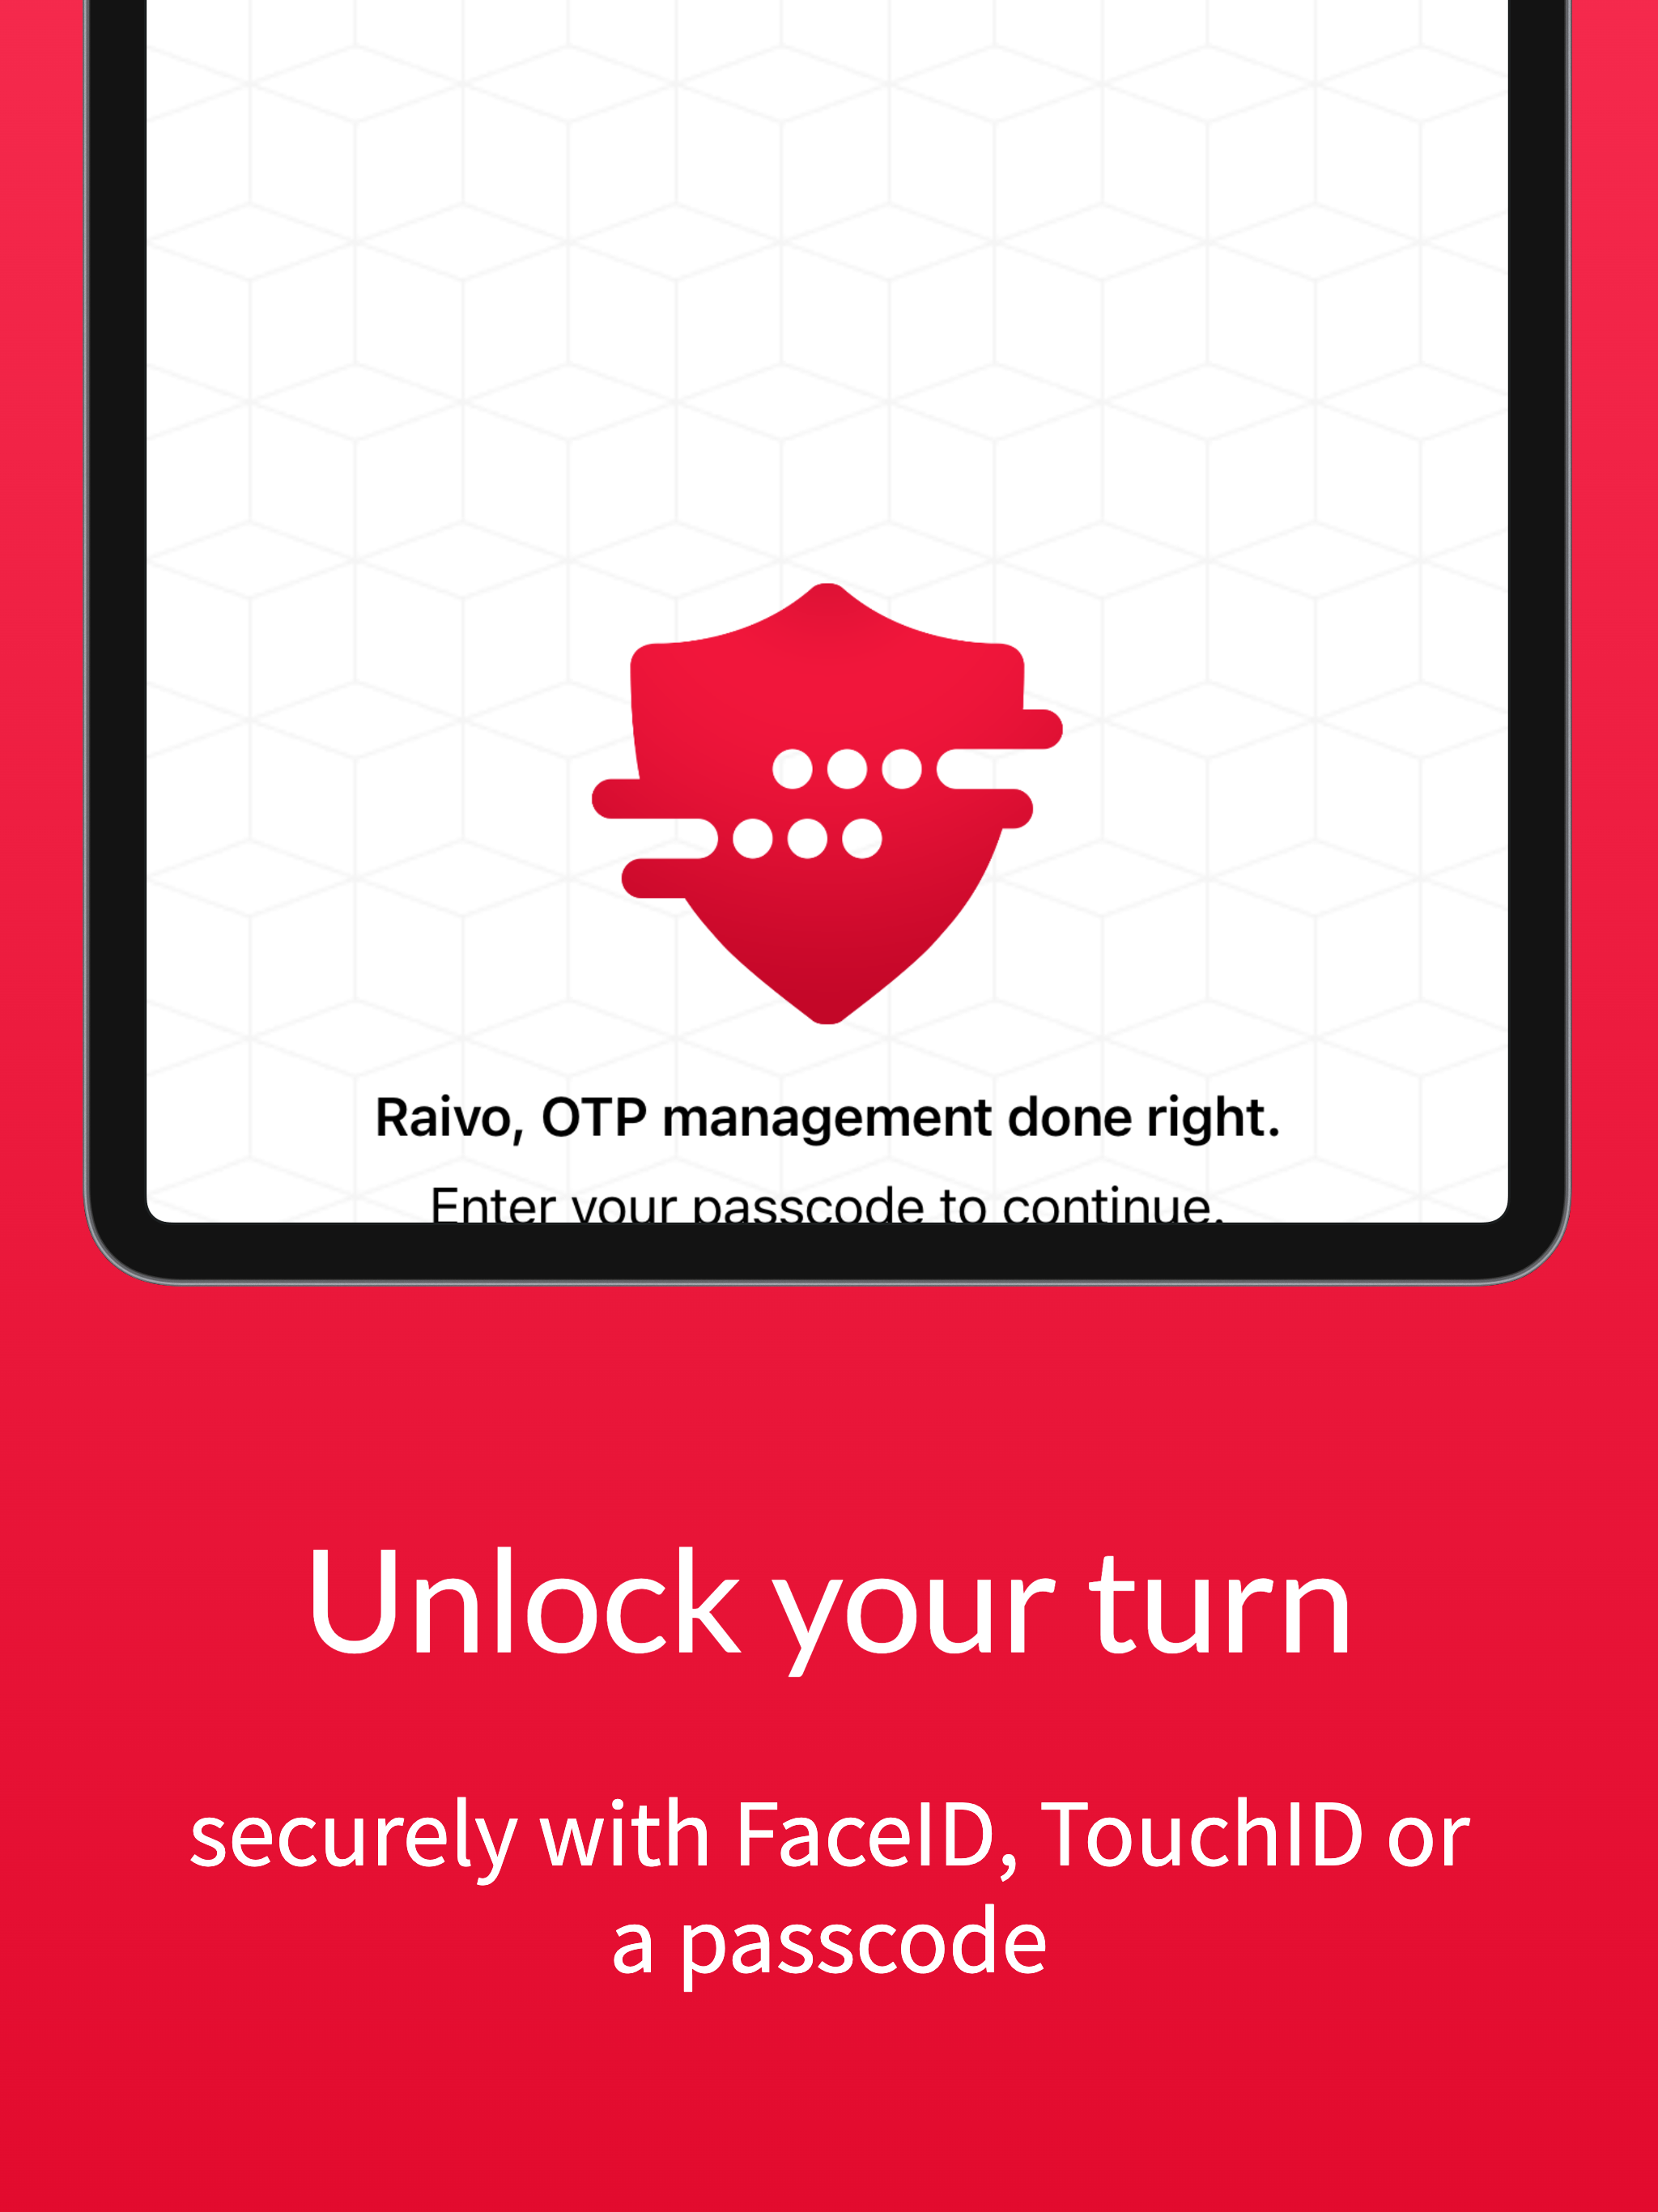 Raivo, OTP management done right.
Enter your passcode to continue.
Unlock your turn
securely with FaceID, TouchID or
a passcode